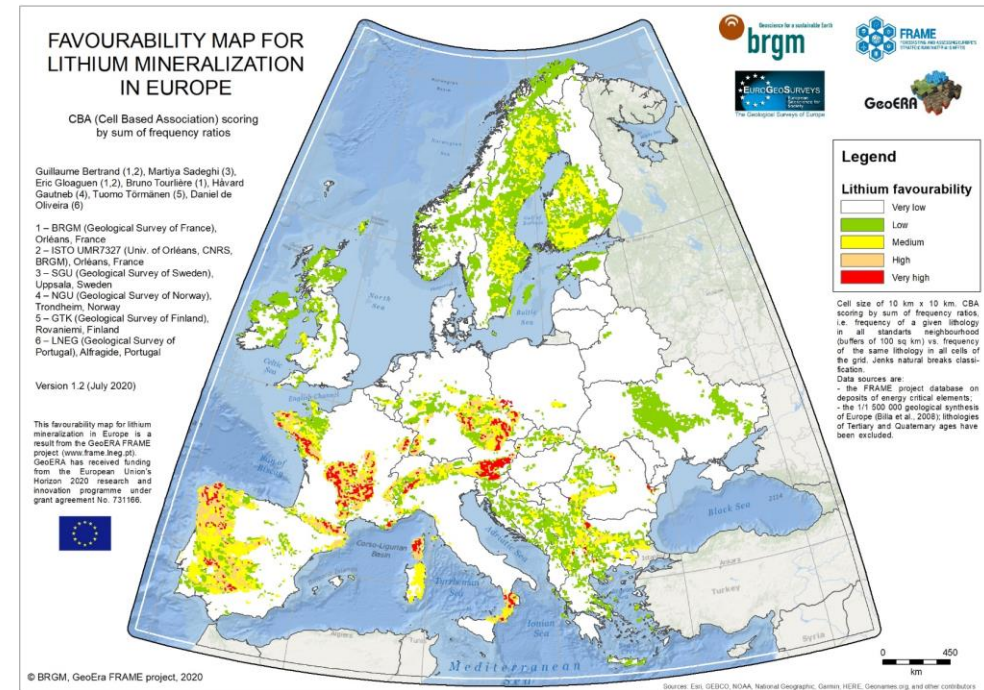 FAVOURABILITY MAP FOR
LITHIUM MINERALIZATION
IN EUROPE
CBA (Cell Based Association) scoring
by sum of frequency ratios
Guillaume Bertrand (1,2), Martiya Sadeghi (3),
Eric Gloaguen (1,2), Bruno Tourlière (1), Håvard
Gautneb (4), Tuomo Törmänen (5), Daniel de
Oliveira (6)
1 – BRGM (Geological Survey of France),
Orléans, France
2 – ISTO UMR7327 (Univ. of Orléans, CNRS,
BRGM), Orléans, France
3 – SGU (Geological Survey of Sweden),
Uppsala, Sweden
4 – NGU (Geological Survey of Norway),
Trondheim, Norway
5 – GTK (Geological Survey of Finland),
Rovaniemi, Finland
6 – LNEG (Geological Survey of
Portugal), Alfragide, Portugal
Version 1.2 (July 2020)
This favourability map for lithium
mineralization in Europe is a
result from the GeoERA FRAME
project (www.frame.lneg.pt).
GeoERA has received funding
from the European Union's
Horizon 2020 research and
innovation programme under
grant agreement No. 731166.
© BRGM, GeoEra FRAME project, 2020
Geoscience for a sustainable Earth
brgm
FRAME
EUROGEOSURVEYS
The Geological Surveys of Europe
GeoERA
Legend
Lithium favourability
Very low
Low
Medium
High
Very high
Cell size of 10 km x 10 km. CBA
scoring by sum of frequency ratios,
i.e. frequency of a given lithology
in all standarts neighbourhood
(buffers of 100 sq km) vs. frequency
of the same lithology in all cells of
the grid. Jenks natural breaks classi-
fication.
Data sources are:
- the FRAME project database on
deposits of energy critical elements;
- the 1/1 500 000 geological synthesis
of Europe (Billa et al., 2008); lithologies
of Tertiary and Quaternary ages have
been excluded.
North
Sea
Baltic
Sea
Celtic
Sea
English Channel
Corso-Ligurian
Basin
Adriatic Sea
Tyrrhenian
Ionian
Sea
Black Sea
Turkey
Syria
Mediterranean
Sea
0 450
km
Sources: Esri, GEBCO, NOAA, National Geographic, Garmin, HERE, Geonames.org, and other contributors